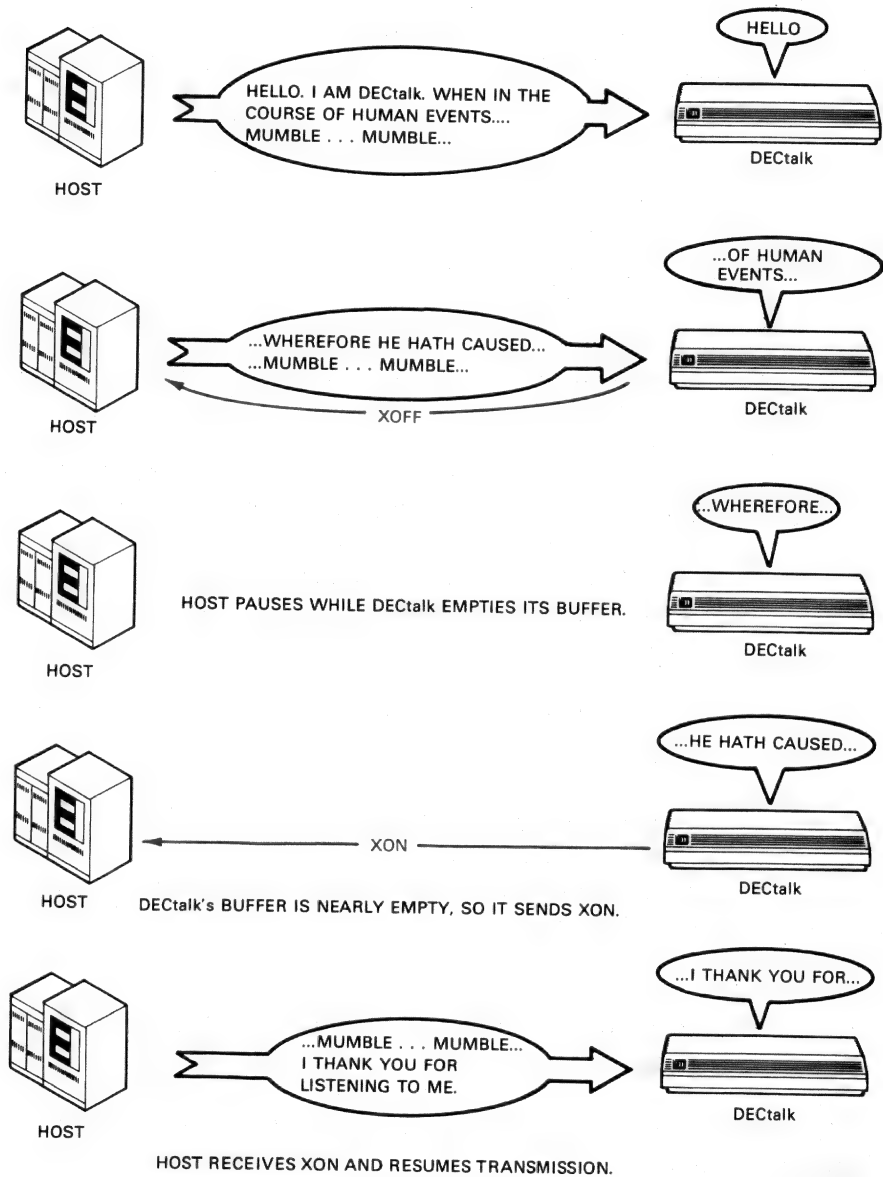 HELLO
HELLO. I AM DECtalk. WHEN IN THE
COURSE OF HUMAN EVENTS....
MUMBLE . . . MUMBLE...
HOST
DECtalk
...OF HUMAN
EVENTS...
...WHEREFORE HE HATH CAUSED...
...MUMBLE . . . MUMBLE...
XOFF
HOST
DECtalk
...WHEREFORE...
HOST PAUSES WHILE DECtalk EMPTIES ITS BUFFER.
HOST
DECtalk
...HE HATH CAUSED...
XON
HOST
DECtalk
DECtalk's BUFFER IS NEARLY EMPTY, SO IT SENDS XON.
...I THANK YOU FOR...
...MUMBLE . . . MUMBLE...
I THANK YOU FOR
LISTENING TO ME.
HOST
DECtalk
HOST RECEIVES XON AND RESUMES TRANSMISSION.